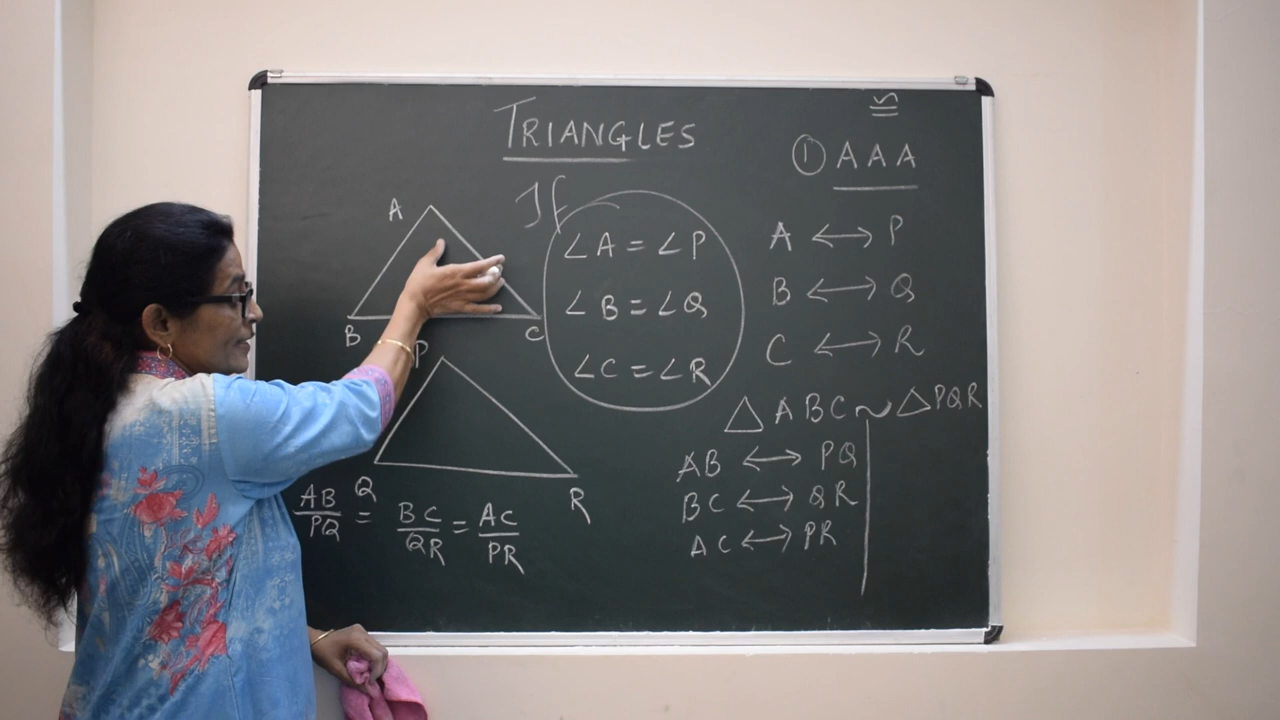 TRIANGLES
≅
① AAA
If
∠A = ∠P
∠B = ∠Q
∠C = ∠R
A
B
C
P
Q
R
AB/PQ = BC/QR = AC/PR
A ↔ P
B ↔ Q
C ↔ R
△ABC ~ △PQR
AB ↔ PQ
BC ↔ QR
AC ↔ PR